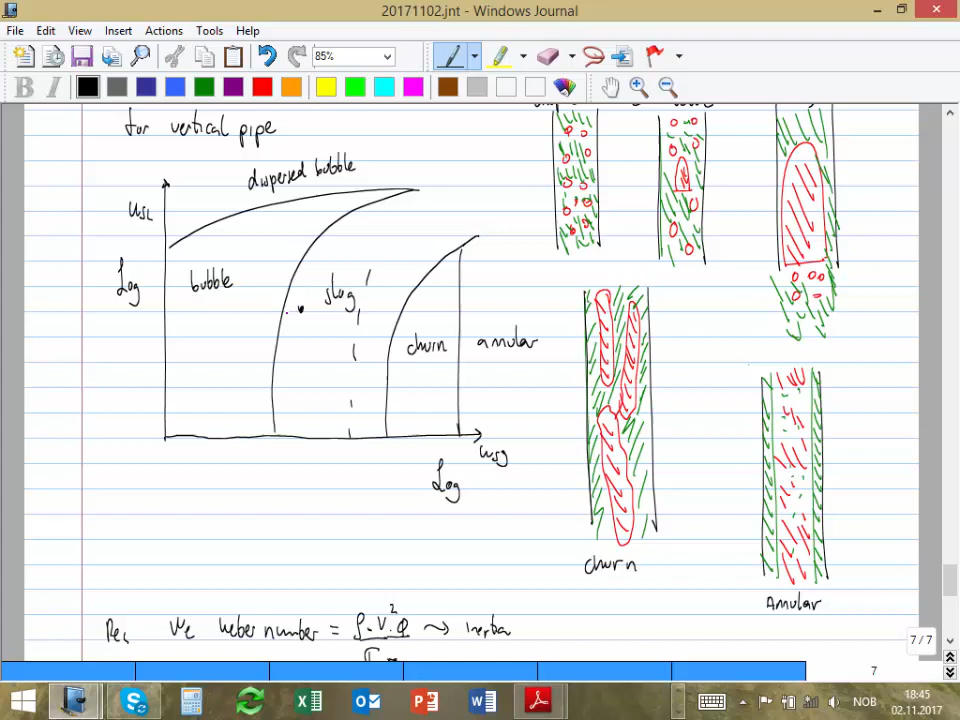 20171102.jnt - Windows Journal
File Edit View Insert Actions Tools Help
85%
B I
for vertical pipe
dispersed bubble
usL
Log
bubble
slug
churn
annular
usg
Log
churn
Annular
We weber number = ρ·V²·φ
7/7
7
NOB
18:45
02.11.2017